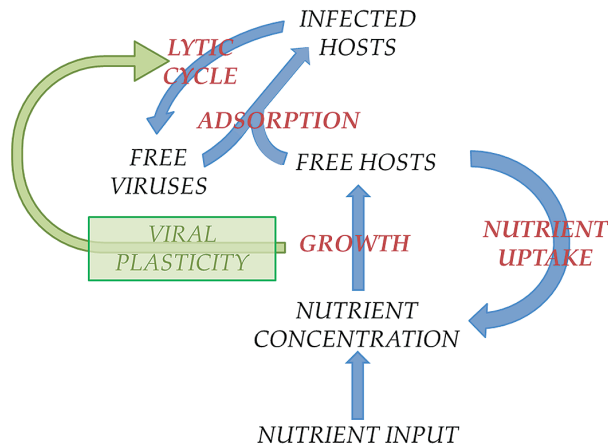 INFECTED
HOSTS
LYTIC
CYCLE
ADSORPTION
FREE
VIRUSES
FREE HOSTS
VIRAL
PLASTICITY
GROWTH
NUTRIENT
UPTAKE
NUTRIENT
CONCENTRATION
NUTRIENT INPUT